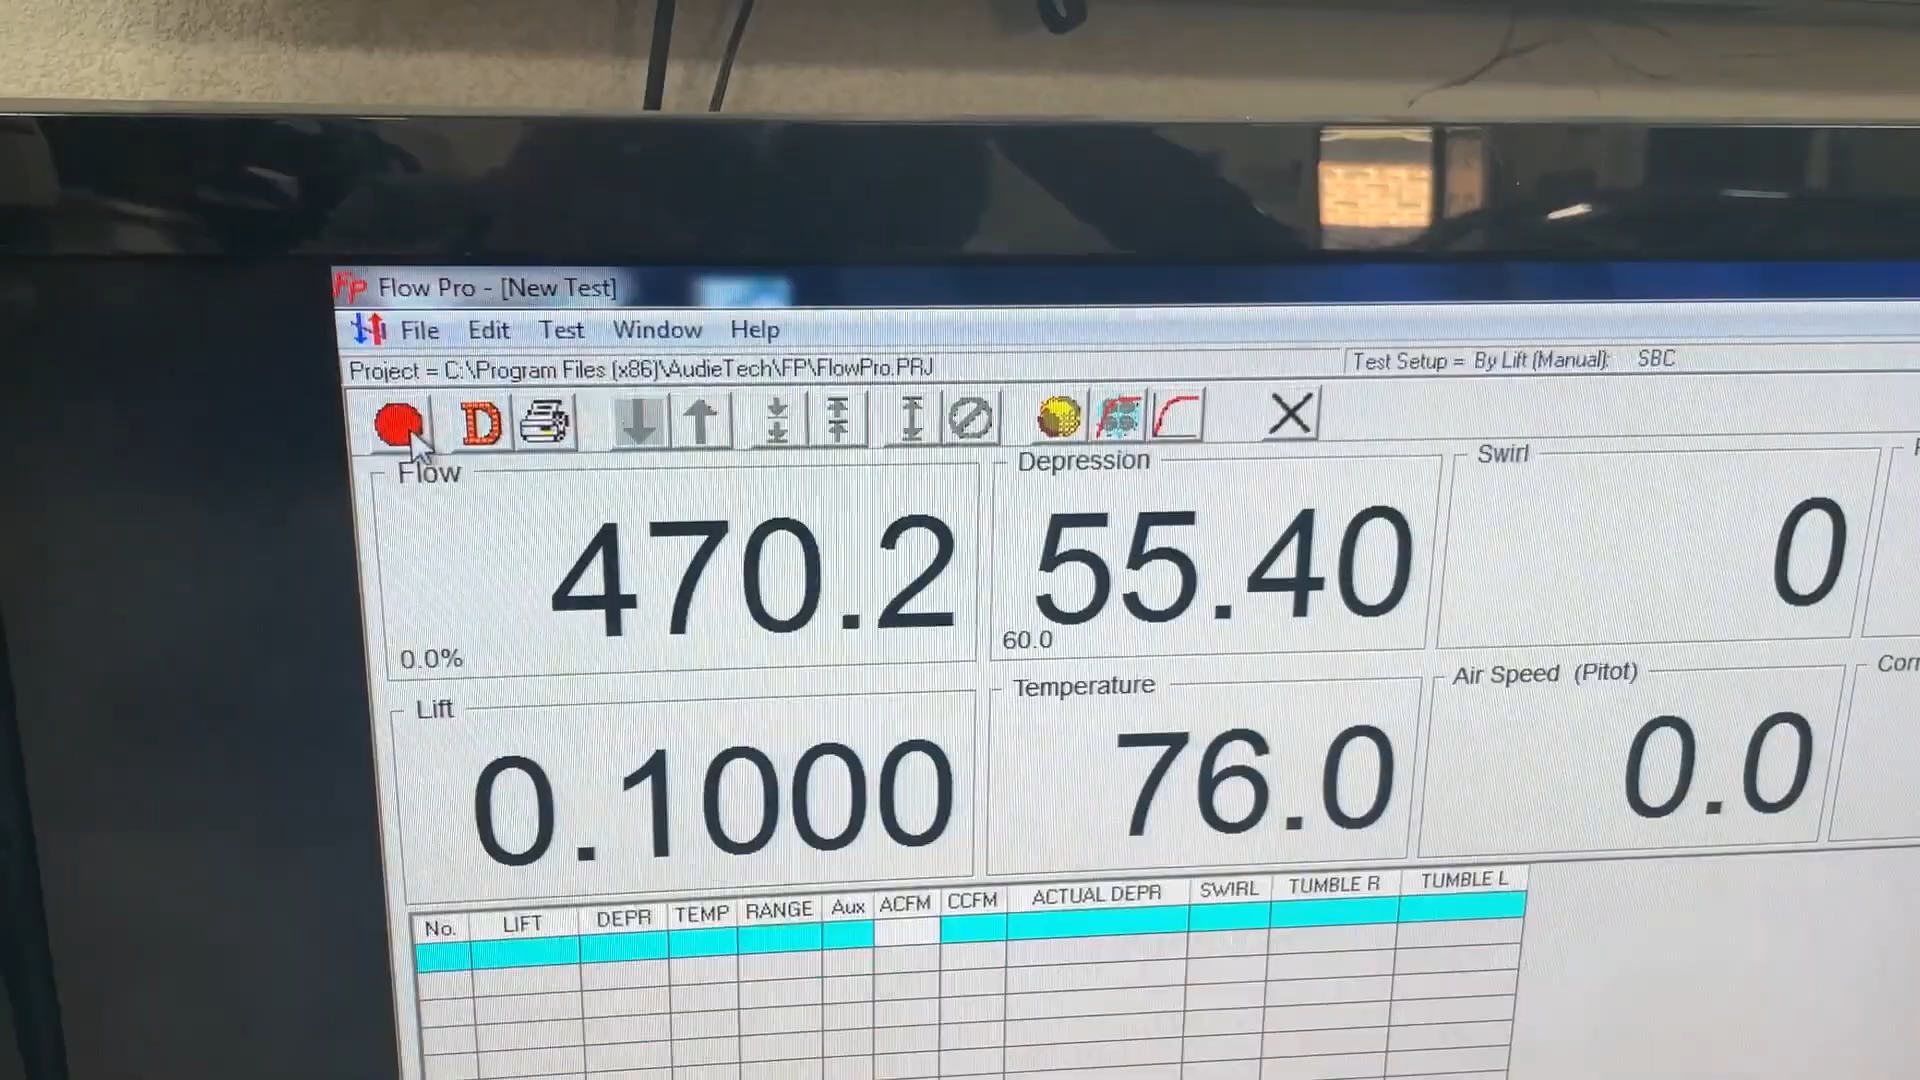 FP Flow Pro - [New Test]
File Edit Test Window Help
Project = C:\Program Files (x86)\AudieTech\FP\FlowPro.PRJ
Test Setup = By Lift (Manual): SBC
D
Flow
470.2
0.0%
Depression
55.40
60.0
Swirl
0
Lift
0.1000
Temperature
76.0
Air Speed (Pitot)
0.0
No. LIFT DEPR TEMP RANGE Aux ACFM CCFM ACTUAL DEPR SWIRL TUMBLE R TUMBLE L